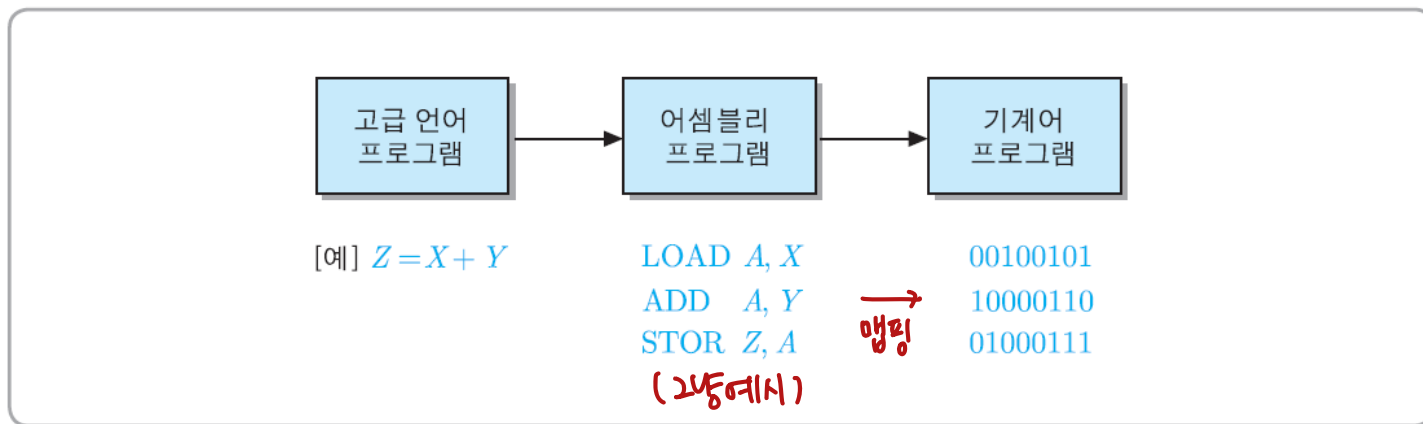 고급 언어
프로그램
어셈블리
프로그램
기계어
프로그램
[예] Z=X+ Y
LOAD A, X
00100101
ADD A, Y
→
10000110
맵핑
STOR Z, A
01000111
(그냥예시)